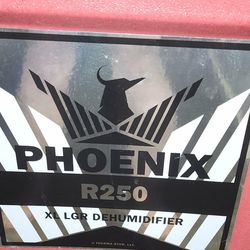 PHOENIX
R250
XL LGR DEHUMIDIFIER